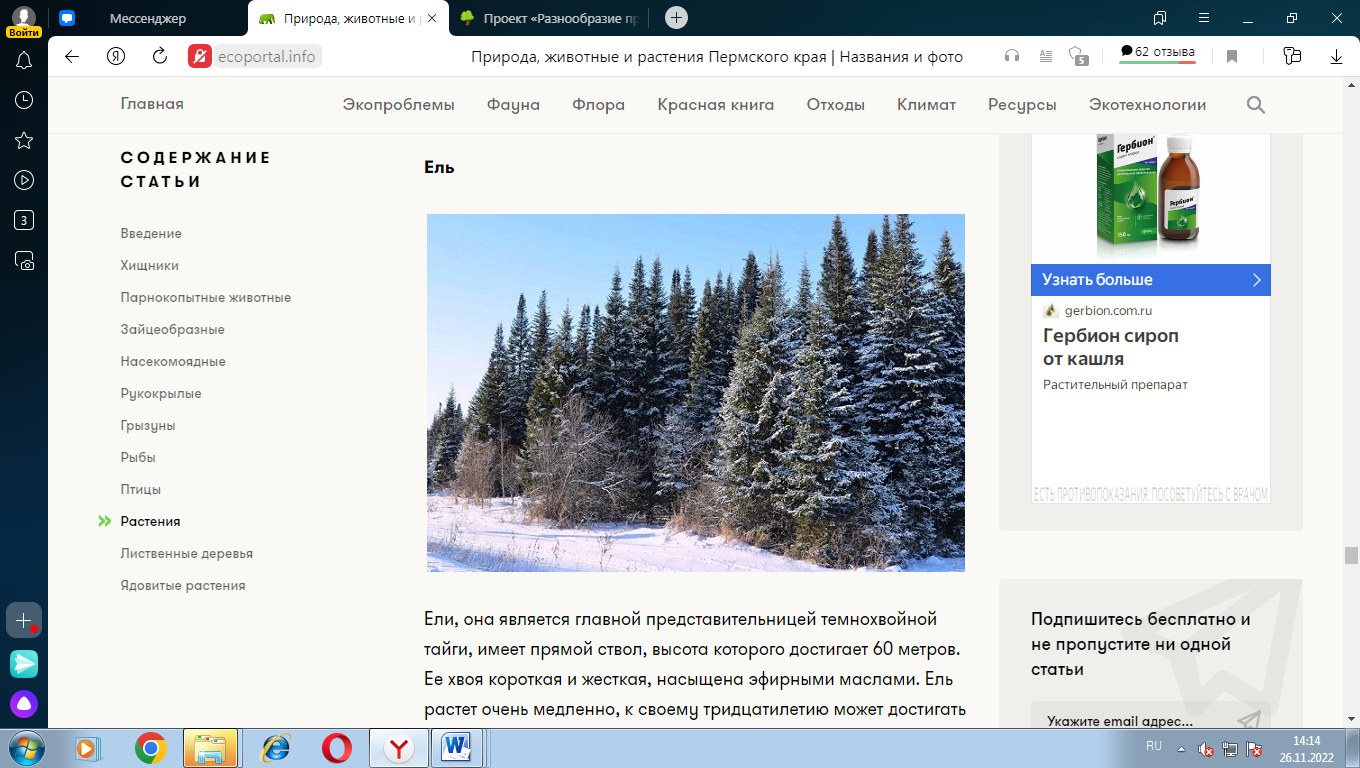 Мессенджер
Природа, животные и р
Проект «Разнообразие пр
Войти
ecoportal.info
Природа, животные и растения Пермского края | Названия и фото
5
62 отзыва
3
Главная
Экопроблемы
Фауна
Флора
Красная книга
Отходы
Климат
Ресурсы
Экотехнологии
СОДЕРЖАНИЕ
СТАТЬИ
Введение
Хищники
Парнокопытные животные
Зайцеобразные
Насекомоядные
Рукокрылые
Грызуны
Рыбы
Птицы
Растения
Лиственные деревья
Ядовитые растения
Ель
Ели, она является главной представительницей темнохвойной
тайги, имеет прямой ствол, высота которого достигает 60 метров.
Ее хвоя короткая и жесткая, насыщена эфирными маслами. Ель
растет очень медленно, к своему тридцатилетию может достигать
Гербион
Гербион
Узнать больше
gerbion.com.ru
Гербион сироп
от кашля
Растительный препарат
ЕСТЬ ПРОТИВОПОКАЗАНИЯ. ПОСОВЕТУЙТЕСЬ С ВРАЧОМ
Подпишитесь бесплатно и
не пропустите ни одной
статьи
Укажите email адрес...
RU
14:14
26.11.2022